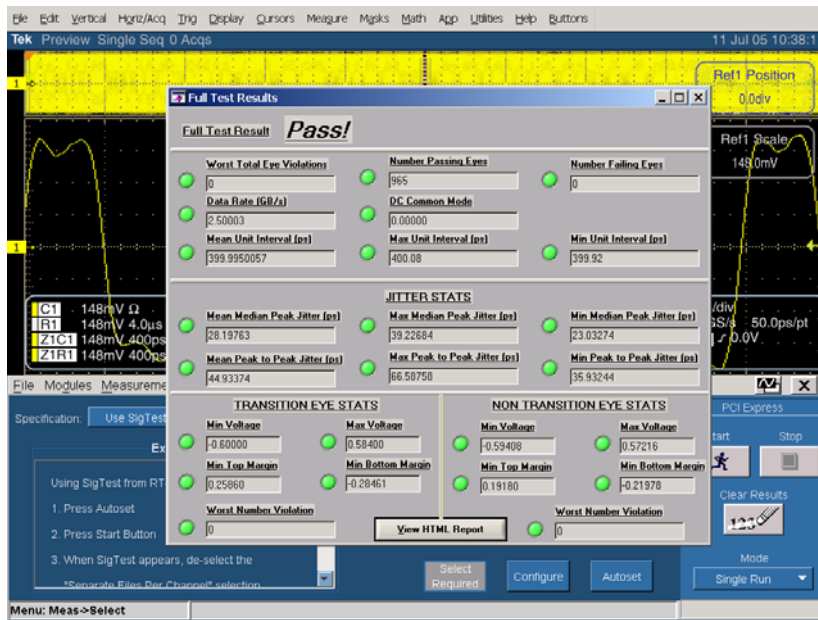 File Edit Vertical Horiz/Acq Trig Display Cursors Measure Masks Math App Utilities Help Buttons
Tek Preview Single Seq 0 Acqs 11 Jul 05 10:38:1
Ref1 Position
0.0div
Ref1 Scale
148.0mV
1
1
Full Test Results
Full Test Result Pass!
Worst Total Eye Violations Number Passing Eyes Number Failing Eyes
0 965 0
Data Rate (GB/s) DC Common Mode
2.50003 0.00000
Mean Unit Interval (ps) Max Unit Interval (ps) Min Unit Interval (ps)
399.9950057 400.08 399.92
JITTER STATS
Mean Median Peak Jitter (ps) Max Median Peak Jitter (ps) Min Median Peak Jitter (ps)
28.19763 39.22684 23.03274
Mean Peak to Peak Jitter (ps) Max Peak to Peak Jitter (ps) Min Peak to Peak Jitter (ps)
44.93374 66.50750 35.93244
TRANSITION EYE STATS NON TRANSITION EYE STATS
Min Voltage Max Voltage Min Voltage Max Voltage
-0.60000 0.58400 -0.59408 0.57216
Min Top Margin Min Bottom Margin Min Top Margin Min Bottom Margin
0.25860 -0.28461 0.19180 -0.21978
Worst Number Violation Worst Number Violation
0 View HTML Report 0
C1 148mV Ω
R1 148mV 4.0µs
Z1C1 148mV 400ps
Z1R1 148mV 400ps
/div
50.0ps/pt
0.0V
File Modules Measureme
Specification: Use SigTest
Ex
Using SigTest from RT
1. Press Autoset
2. Press Start Button
3. When SigTest appears, de-select the
"Separate Files Per Channel" selection
Select Required
Configure
Autoset
PCI Express
tart Stop
Clear Results
123
Mode
Single Run
Menu: Meas->Select